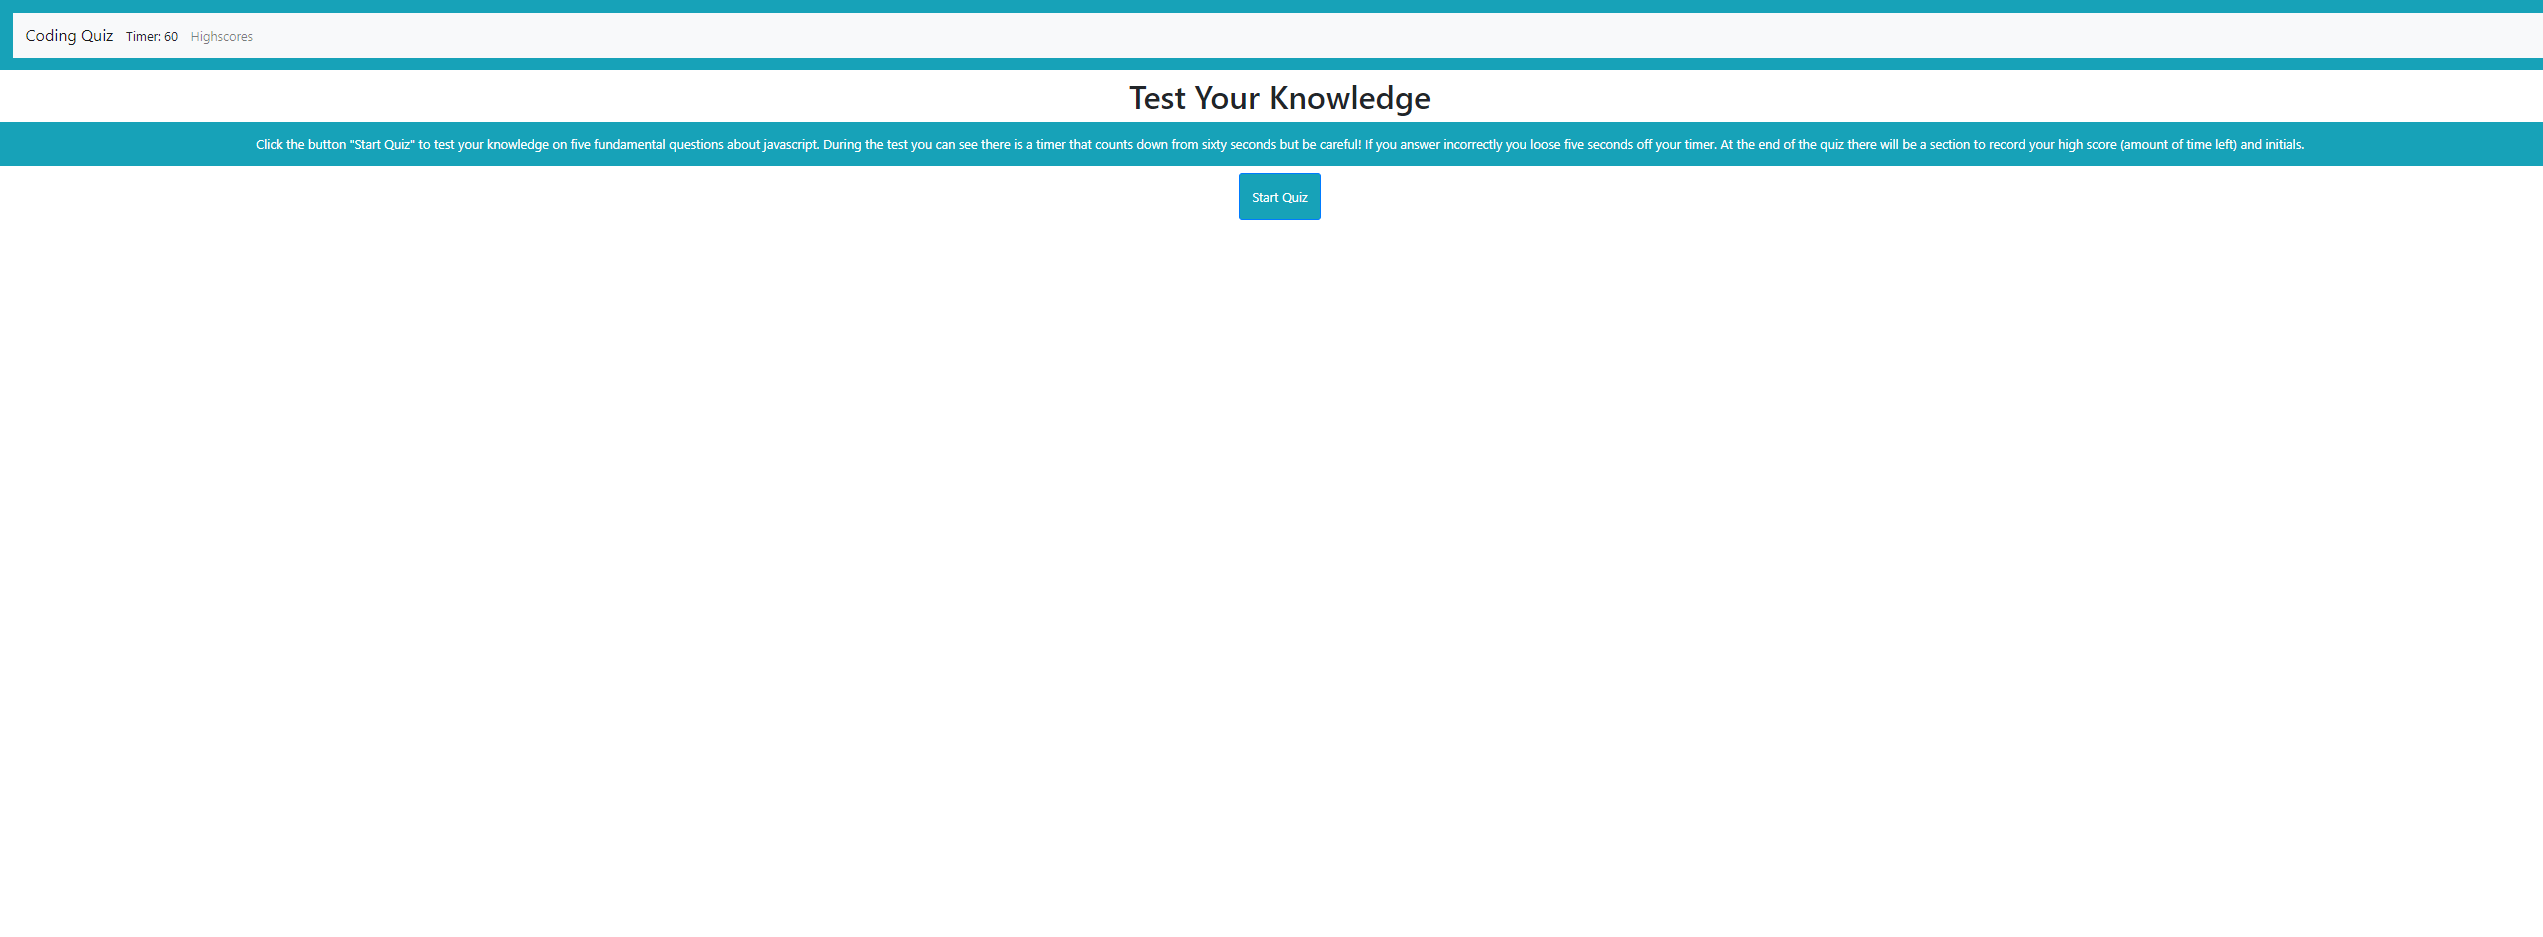 Coding Quiz Timer: 60 Highscores
Test Your Knowledge
Click the button "Start Quiz" to test your knowledge on five fundamental questions about javascript. During the test you can see there is a timer that counts down from sixty seconds but be careful! If you answer incorrectly you loose five seconds off your timer. At the end of the quiz there will be a section to record your high score (amount of time left) and initials.
Start Quiz